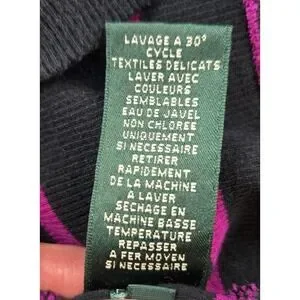 LAVAGE A 30°
CYCLE
TEXTILES DELICATS
LAVER AVEC
COULEURS
SEMBLABLES
EAU DE JAVEL
NON CHLOREE
UNIQUEMENT
SI NECESSAIRE
RETIRER
RAPIDEMENT
DE LA MACHINE
A LAVER
SECHAGE EN
MACHINE BASSE
TEMPERATURE
REPASSER
A FER MOYEN
SI NECESSAIRE